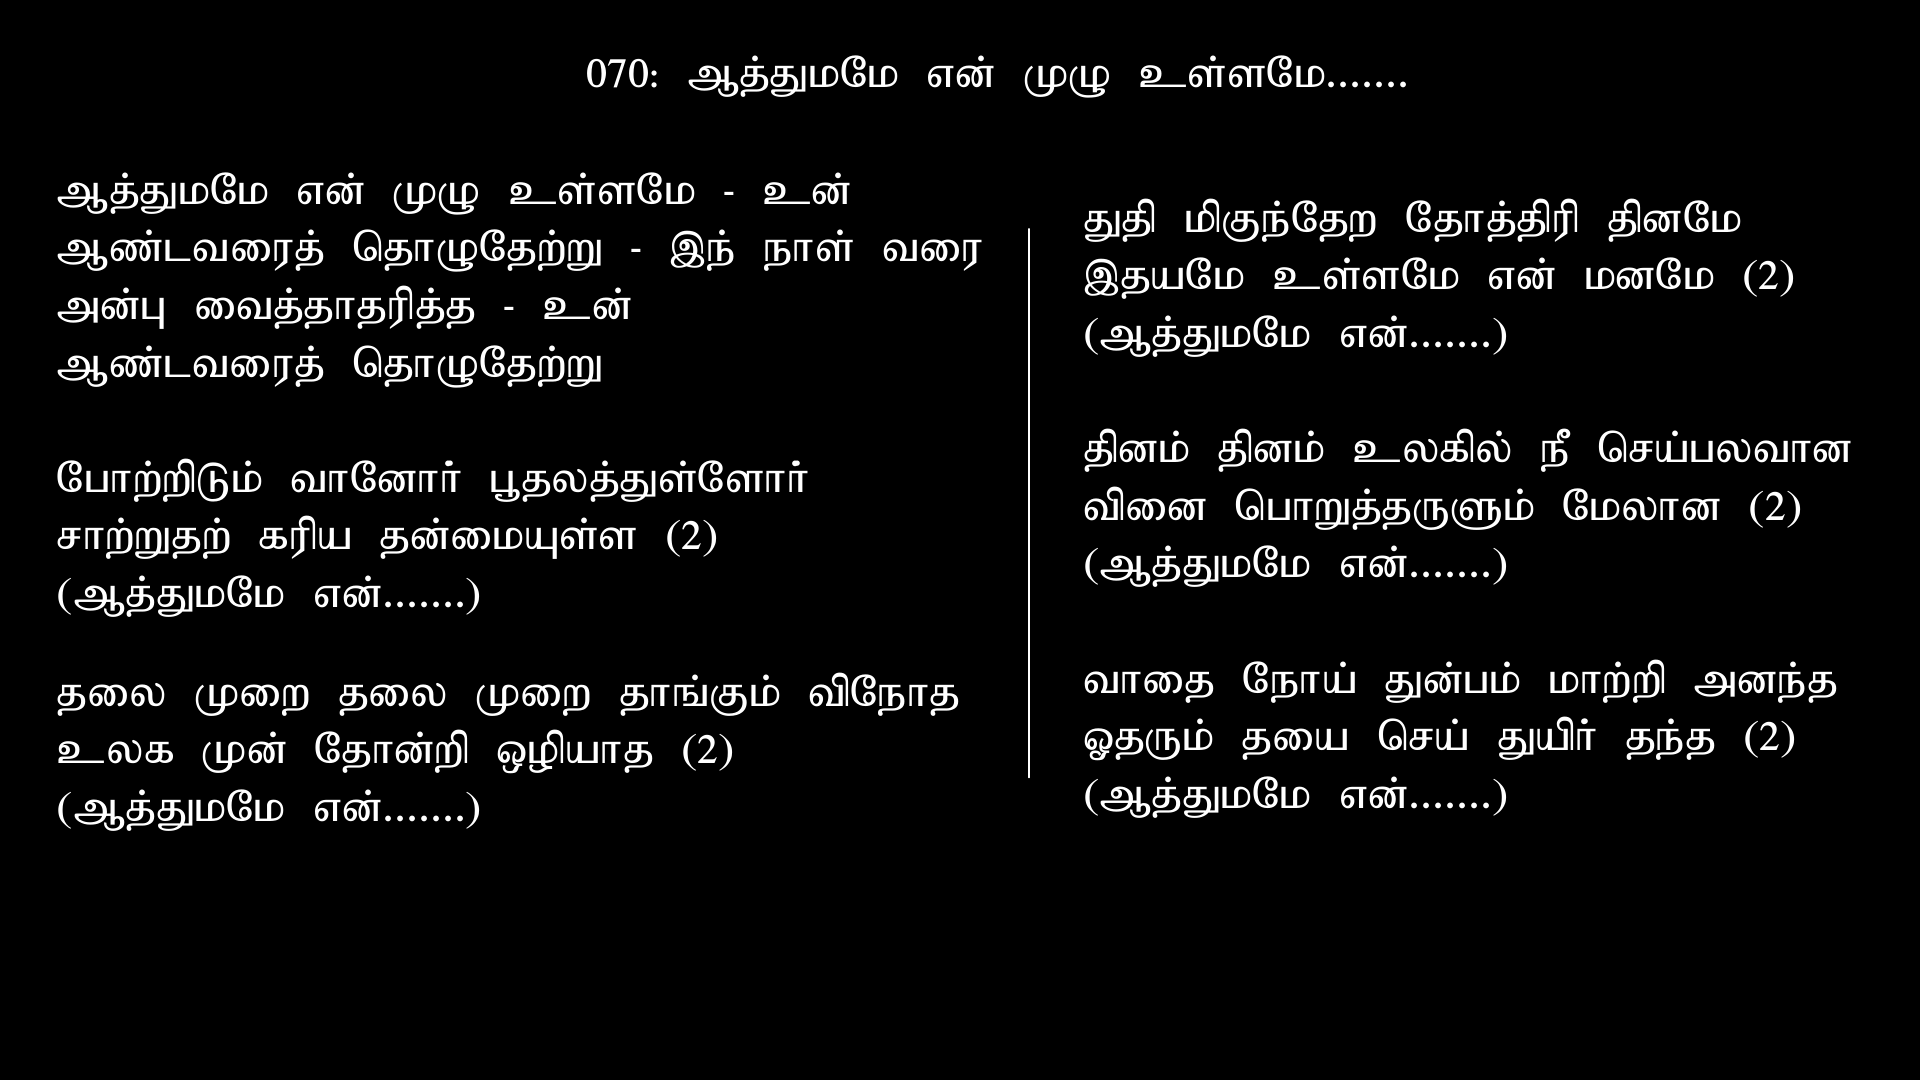 070: ஆத்துமமே என் முழு உள்ளமே.......
ஆத்துமமே என் முழு உள்ளமே - உன்
ஆண்டவரைத் தொழுதேற்று - இந் நாள் வரை
அன்பு வைத்தாதரித்த - உன்
ஆண்டவரைத் தொழுதேற்று
போற்றிடும் வானோர் பூதலத்துள்ளோர்
சாற்றுதற் கரிய தன்மையுள்ள (2)
(ஆத்துமமே என்.......)
தலை முறை தலை முறை தாங்கும் விநோத
உலக முன் தோன்றி ஒழியாத (2)
(ஆத்துமமே என்.......)
துதி மிகுந்தேற தோத்திரி தினமே
இதயமே உள்ளமே என் மனமே (2)
(ஆத்துமமே என்.......)
தினம் தினம் உலகில் நீ செய்பலவான
வினை பொறுத்தருளும் மேலான (2)
(ஆத்துமமே என்.......)
வாதை நோய் துன்பம் மாற்றி அனந்த
ஓதரும் தயை செய் துயிர் தந்த (2)
(ஆத்துமமே என்.......)